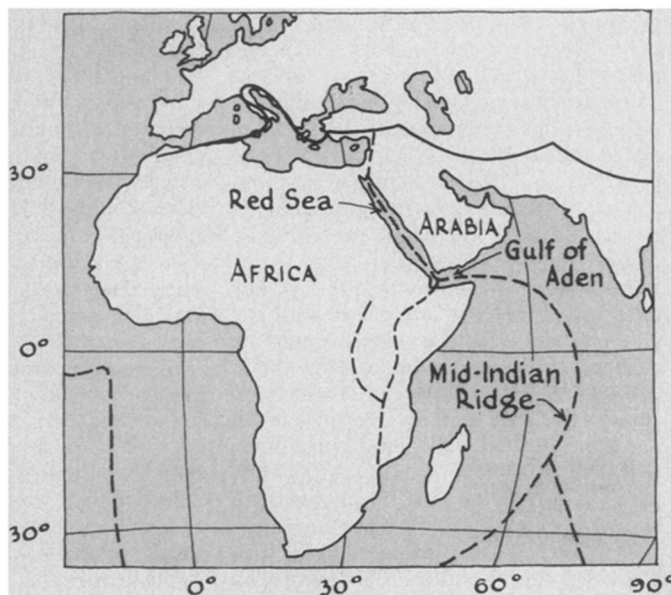 30°
Red Sea
ARABIA
Gulf of
Aden
AFRICA
0°
Mid-Indian
Ridge
30°
0°
30°
60°
90°